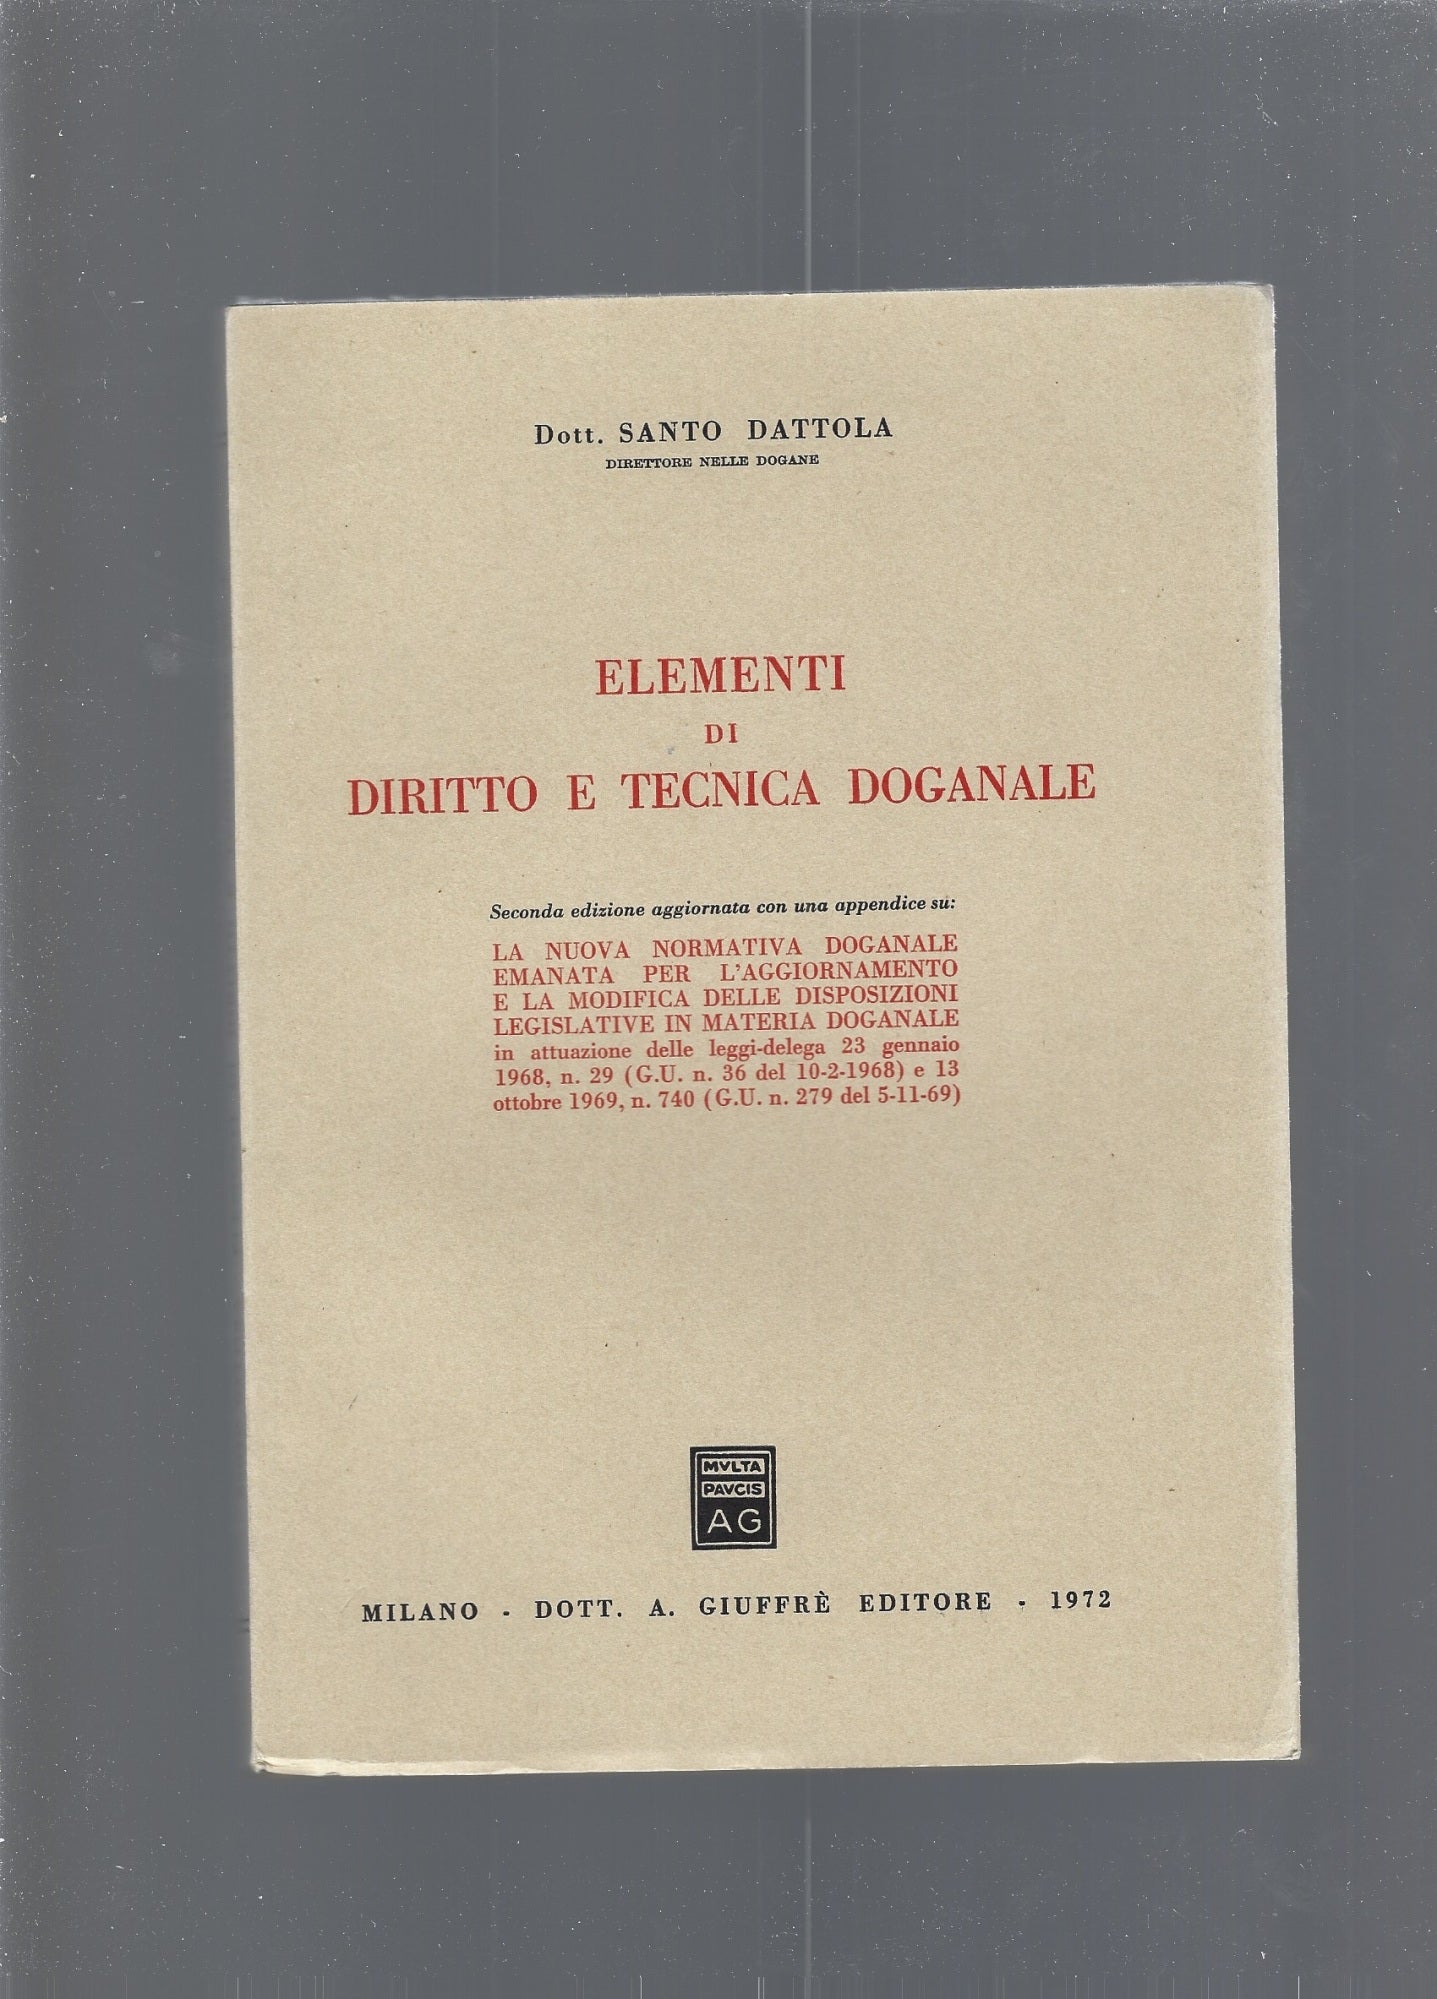 Dott. SANTO DATTOLA
DIRETTORE NELLE DOGANE
ELEMENTI
DI
DIRITTO E TECNICA DOGANALE
Seconda edizione aggiornata con una appendice su:
LA NUOVA NORMATIVA DOGANALE
EMANATA PER L'AGGIORNAMENTO
E LA MODIFICA DELLE DISPOSIZIONI
LEGISLATIVE IN MATERIA DOGANALE
in attuazione delle leggi-delega 23 gennaio
1968, n. 29 (G.U. n. 36 del 10-2-1968) e 13
ottobre 1969, n. 740 (G.U. n. 279 del 5-11-69)
MVLTA
PAVCIS
AG
MILANO - DOTT. A. GIUFFRÈ EDITORE - 1972